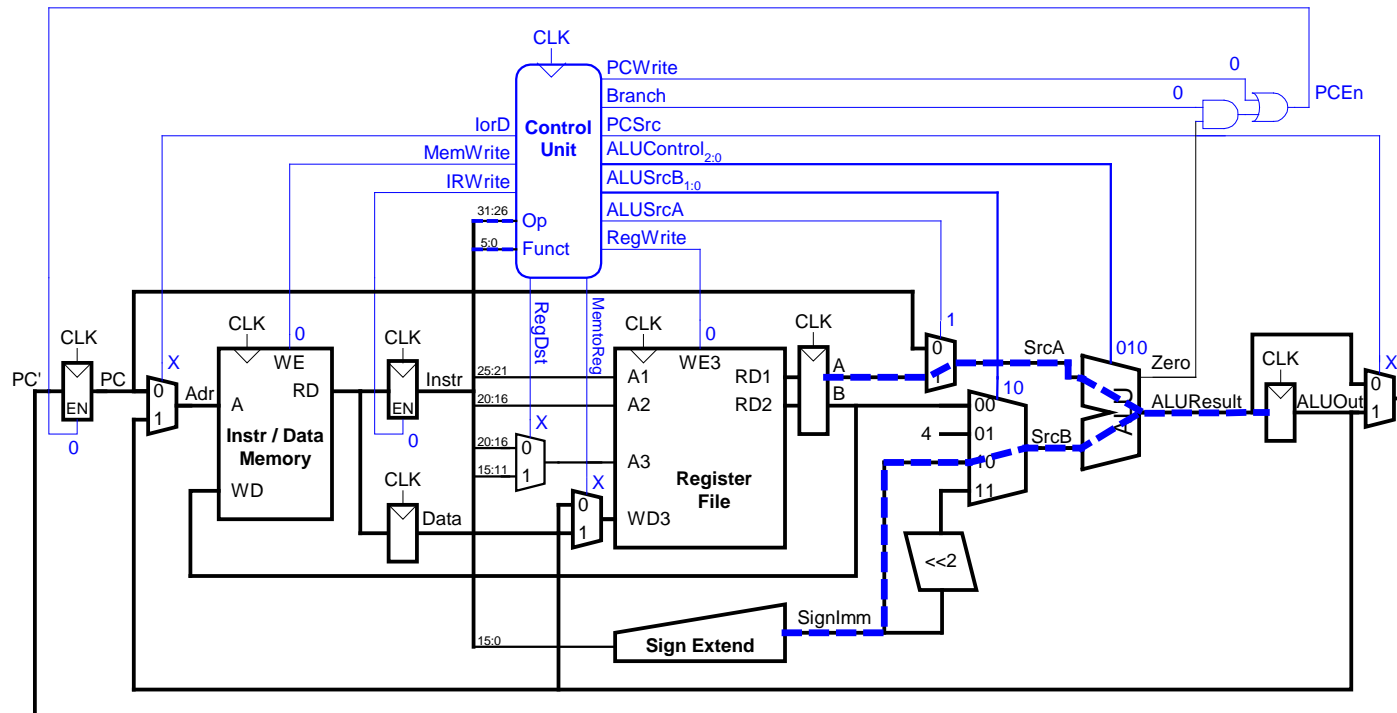 CLK
PCWrite
0
Branch
0
PCEn
IorD
Control
Unit
PCSrc
MemWrite
ALUControl2:0
IRWrite
ALUSrcB1:0
31:26
Op
ALUSrcA
5:0
Funct
RegWrite
RegDst
MemtoReg
CLK
CLK
CLK
CLK
CLK
0
0
1
X
WE
WE3
0
SrcA
010
Zero
CLK
X
PC'
PC
0
Adr
A
RD
Instr
25:21
A1
RD1
A
1
EN
EN
20:16
A2
RD2
B
10
00
ALU
ALUResult
ALUOut
0
1
1
Instr / Data
Memory
0
0
X
4
01
SrcB
20:16
0
A3
10
15:11
1
Register
File
CLK
X
11
WD
Data
0
WD3
1
<<2
SignImm
15:0
Sign Extend